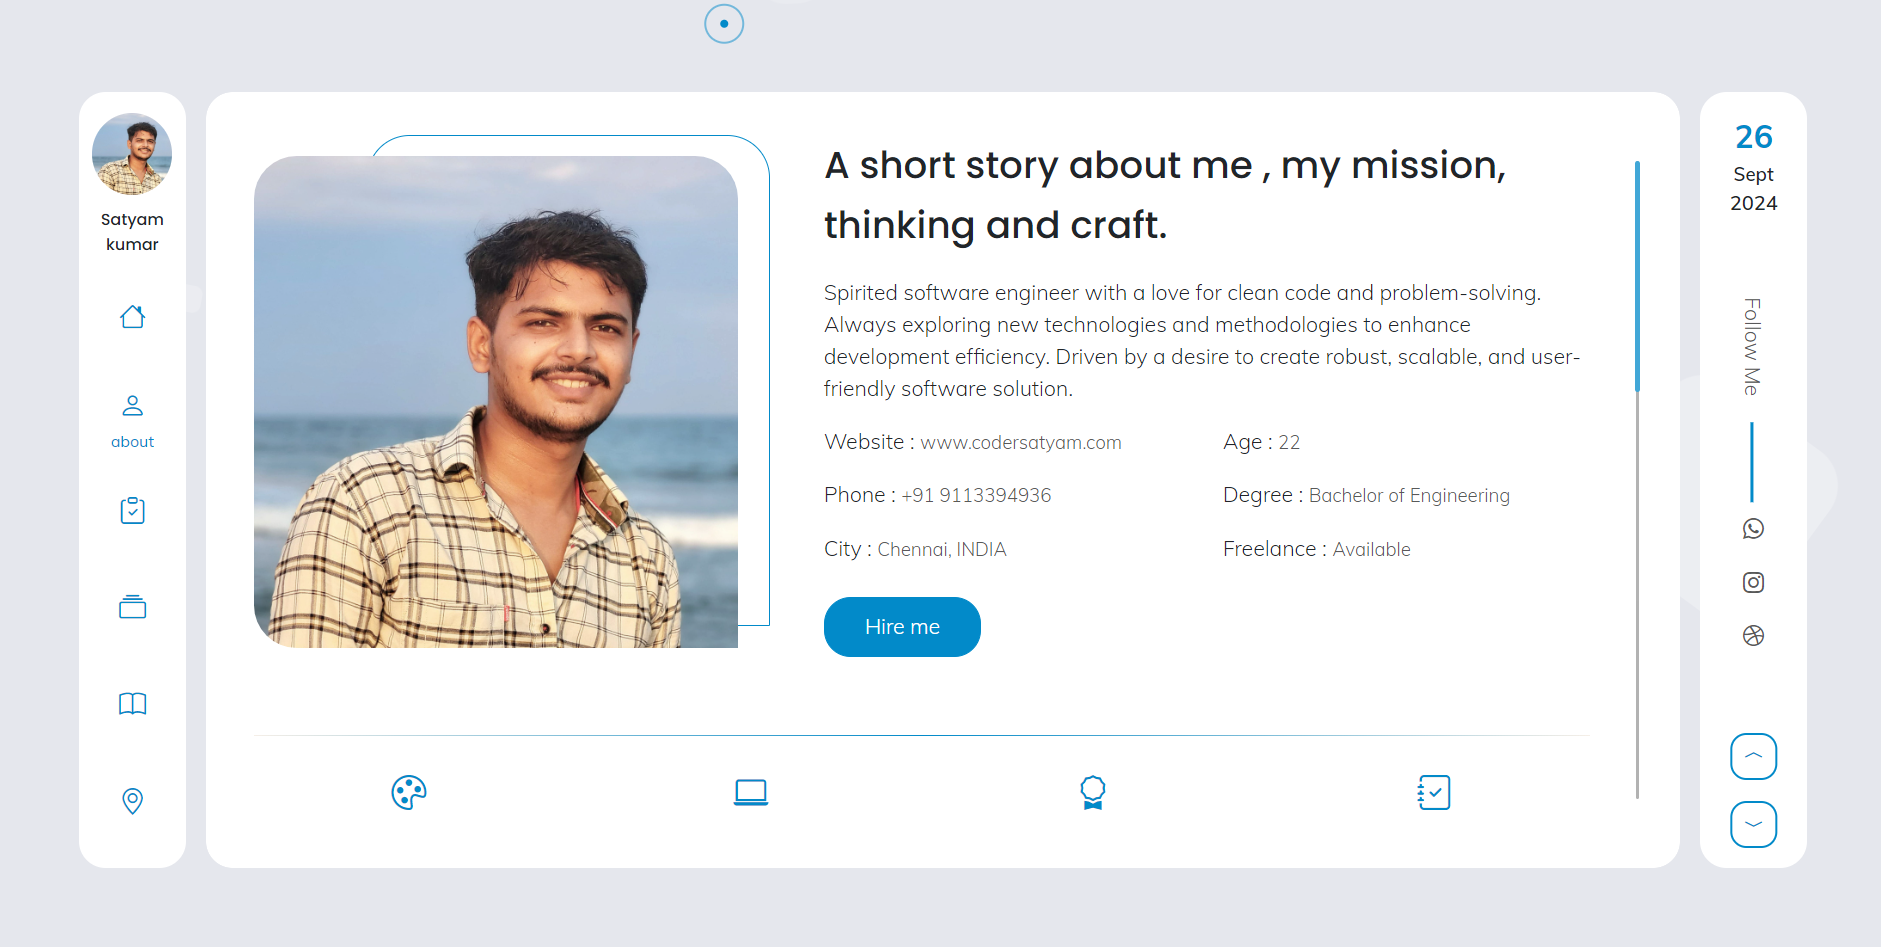 Satyam
kumar
about
A short story about me , my mission,
thinking and craft.
Spirited software engineer with a love for clean code and problem-solving.
Always exploring new technologies and methodologies to enhance
development efficiency. Driven by a desire to create robust, scalable, and user-
friendly software solution.
Website : www.codersatyam.com
Age : 22
Phone : +91 9113394936
Degree : Bachelor of Engineering
City : Chennai, INDIA
Freelance : Available
Hire me
26
Sept
2024
Follow Me